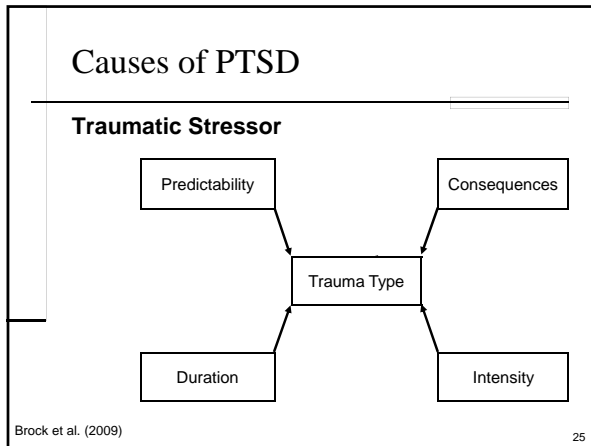 Causes of PTSD
Traumatic Stressor
Predictability
Consequences
Trauma Type
Duration
Intensity
Brock et al. (2009)
25